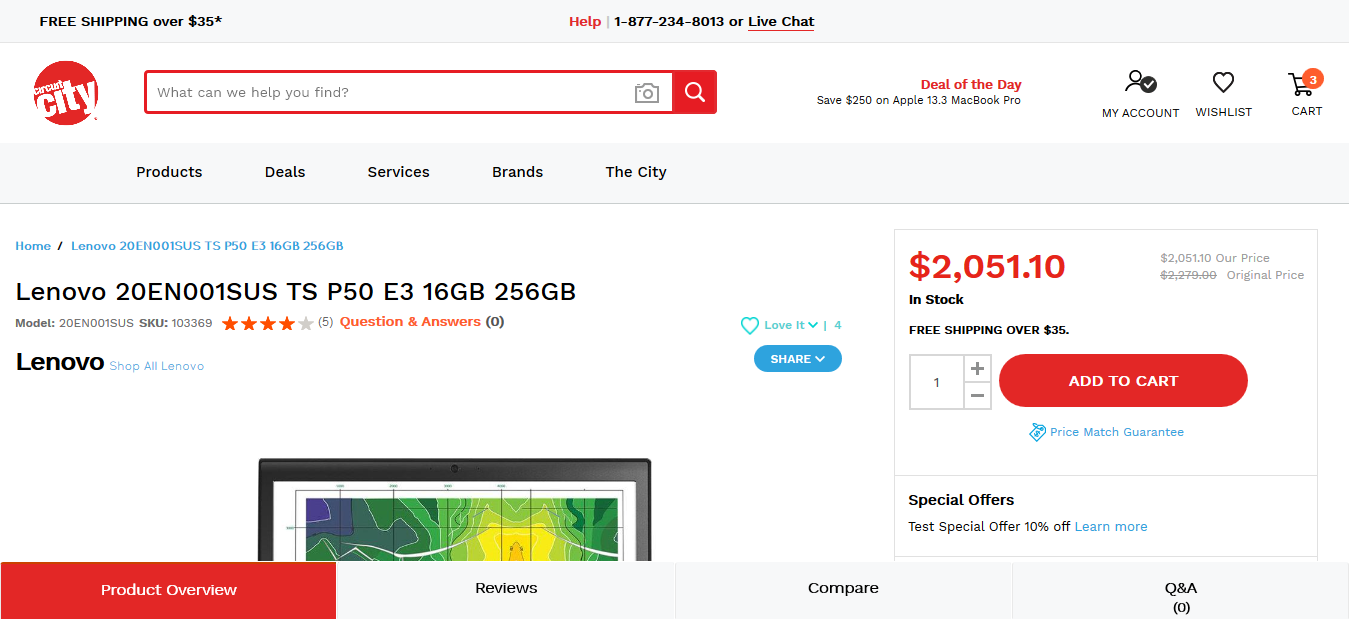 FREE SHIPPING over $35*
Help | 1-877-234-8013 or Live Chat
circuit
city
What can we help you find?
Deal of the Day
Save $250 on Apple 13.3 MacBook Pro
MY ACCOUNT
WISHLIST
3
CART
Products
Deals
Services
Brands
The City
Home / Lenovo 20EN001SUS TS P50 E3 16GB 256GB
Lenovo 20EN001SUS TS P50 E3 16GB 256GB
Model: 20EN001SUS SKU: 103369 (5) Question & Answers (0)
Love It | 4
Lenovo Shop All Lenovo
SHARE
$2,051.10
$2,051.10 Our Price
$2,279.00 Original Price
In Stock
FREE SHIPPING OVER $35.
1
+
−
ADD TO CART
Price Match Guarantee
Special Offers
Test Special Offer 10% off Learn more
Product Overview
Reviews
Compare
Q&A
(0)